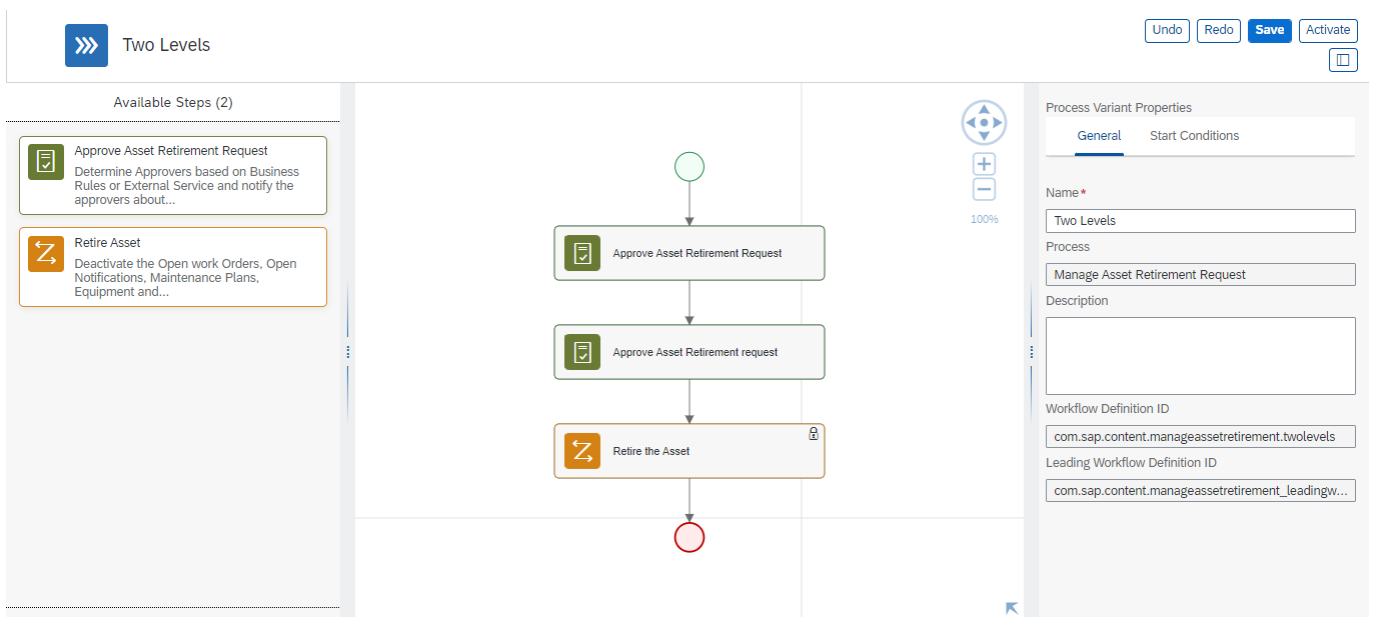 Two Levels
Undo
Redo
Save
Activate
Available Steps (2)
Approve Asset Retirement Request
Determine Approvers based on Business
Rules or External Service and notify the
approvers about...
Retire Asset
Deactivate the Open work Orders, Open
Notifications, Maintenance Plans,
Equipment and...
Approve Asset Retirement Request
Approve Asset Retirement request
Retire the Asset
100%
Process Variant Properties
General
Start Conditions
Name*
Two Levels
Process
Manage Asset Retirement Request
Description
Workflow Definition ID
com.sap.content.manageassetretirement.twolevels
Leading Workflow Definition ID
com.sap.content.manageassetretirement_leadingw...